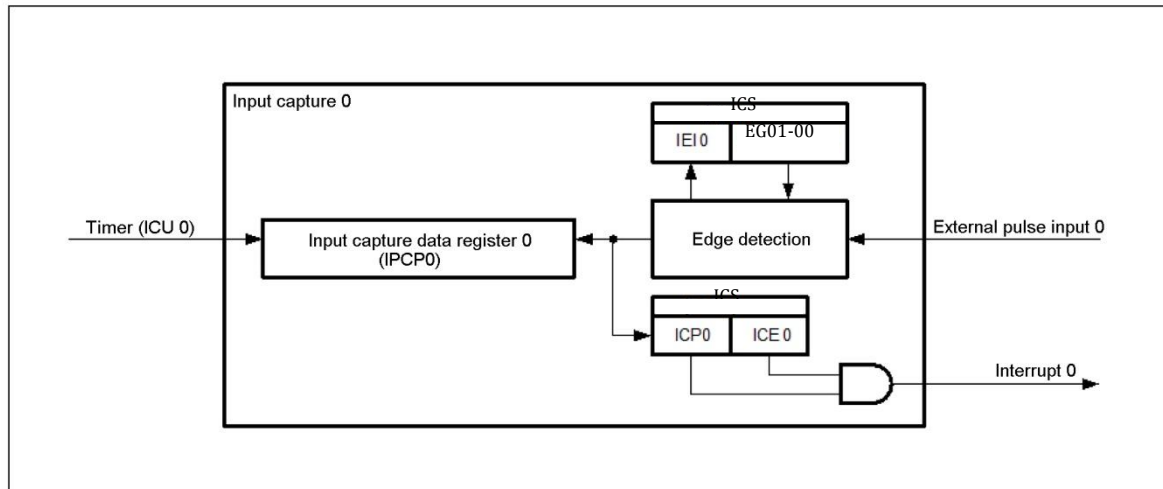 Input capture 0
ICS
IEI 0
EG01-00
Timer (ICU 0)
Input capture data register 0
(IPCP0)
Edge detection
External pulse input 0
ICS
ICP0
ICE 0
Interrupt 0